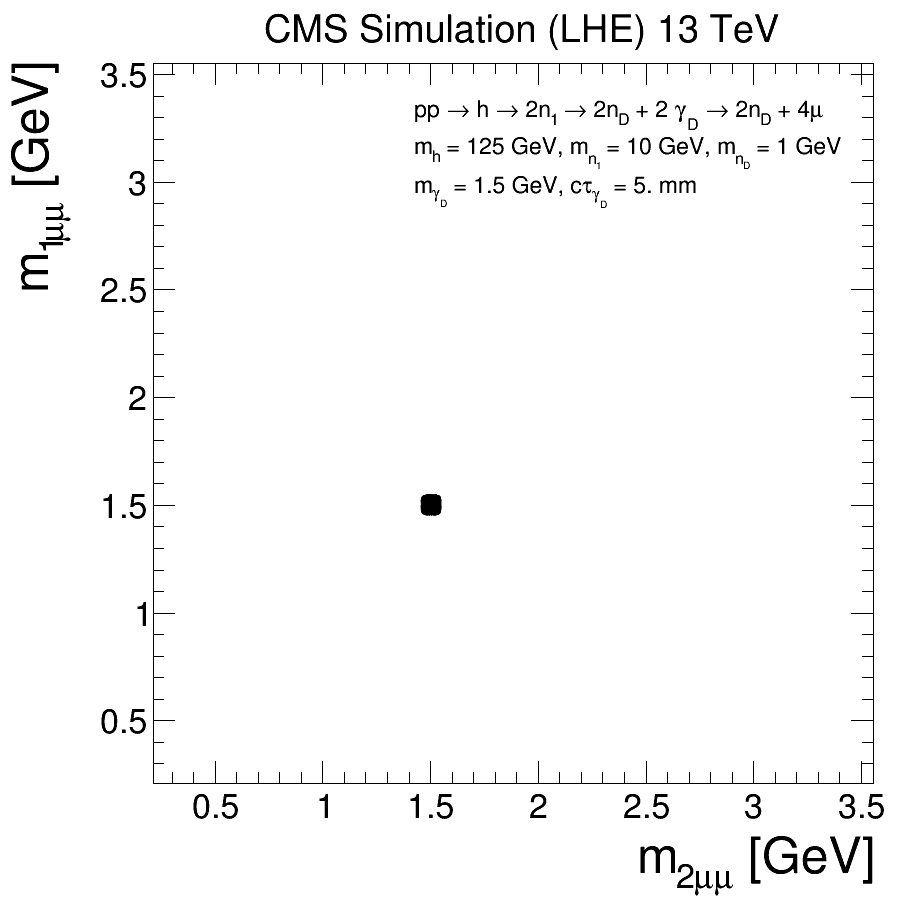 CMS Simulation (LHE) 13 TeV
m1μμ [GeV]
3.5
3
2.5
2
1.5
1
0.5
pp → h → 2n1 → 2nD + 2 γD → 2nD + 4μ
mh = 125 GeV, mn1 = 10 GeV, mnD = 1 GeV
mγD = 1.5 GeV, cτγD = 5. mm
0.5 1 1.5 2 2.5 3 3.5
m2μμ [GeV]